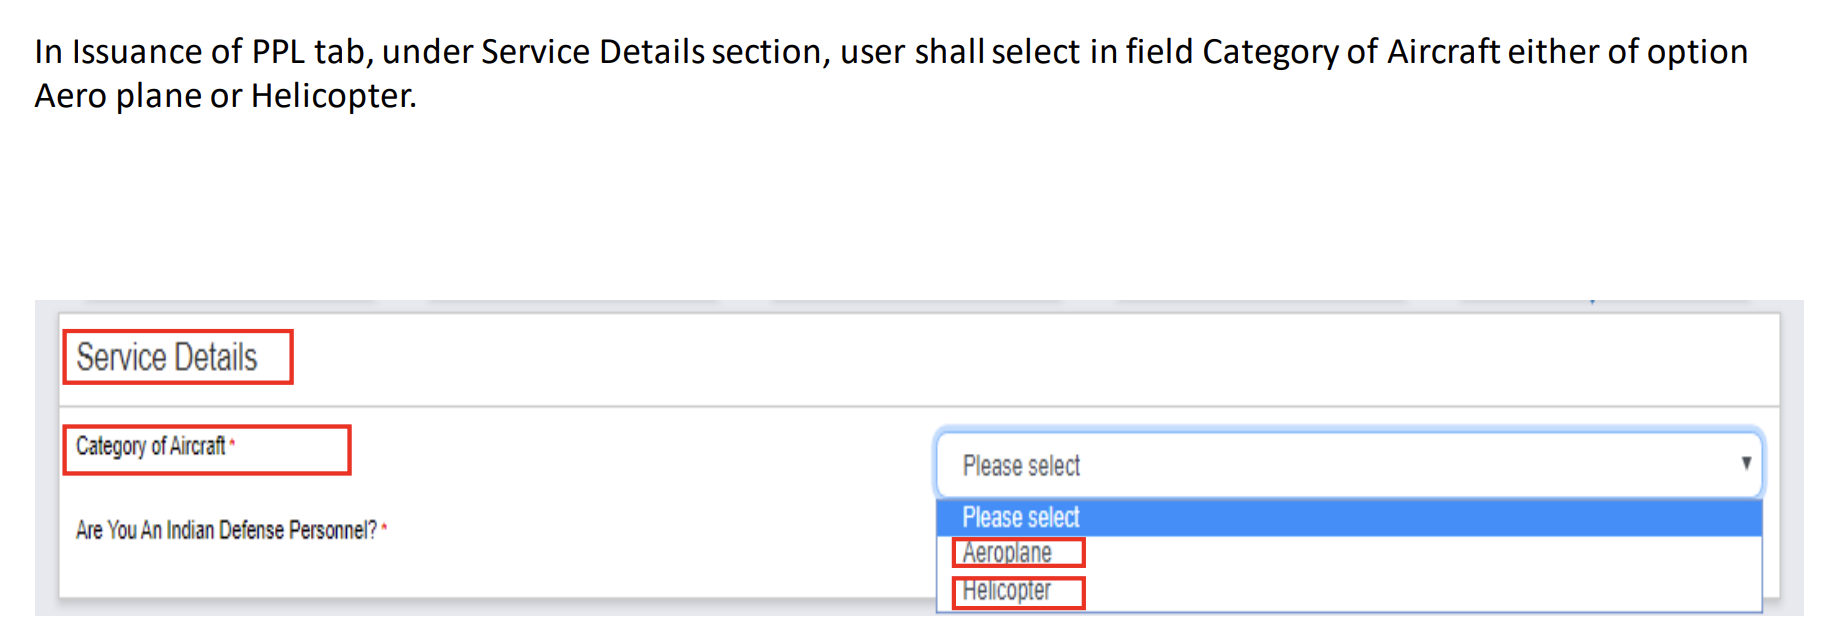 In Issuance of PPL tab, under Service Details section, user shall select in field Category of Aircraft either of option
Aero plane or Helicopter.
Service Details
Category of Aircraft *
Please select
Please select
Are You An Indian Defense Personnel? *
Aeroplane
Helicopter